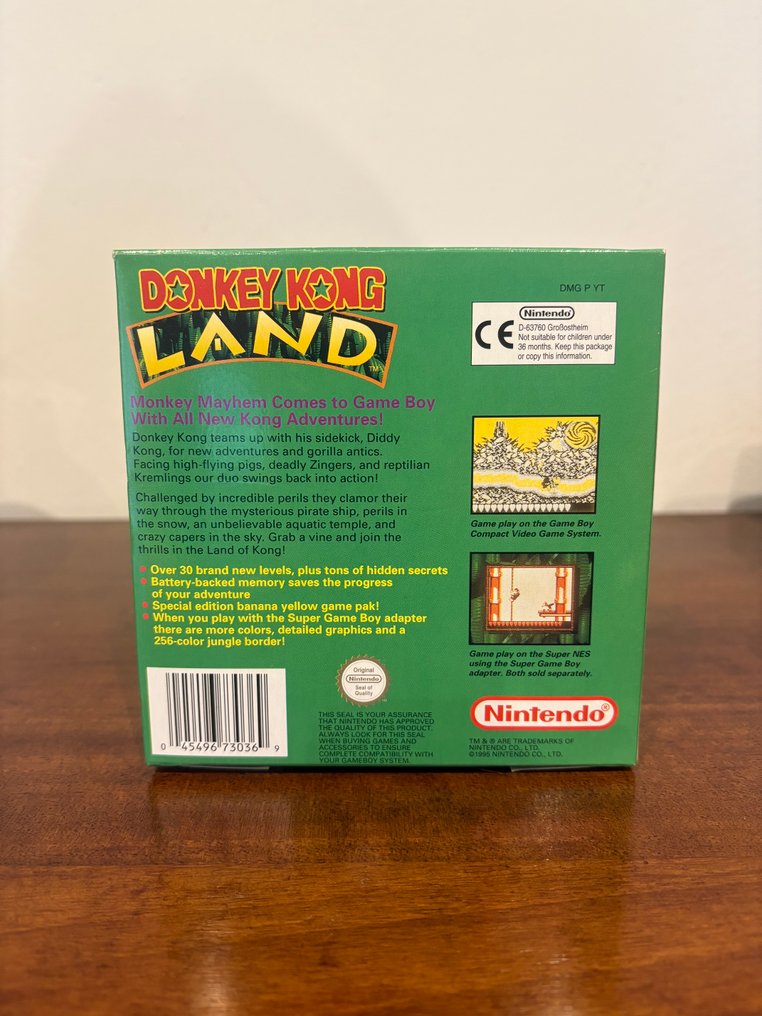 DONKEY KONG
LAND
TM
Monkey Mayhem Comes to Game Boy
With All New Kong Adventures!
Donkey Kong teams up with his sidekick, Diddy
Kong, for new adventures and gorilla antics.
Facing high-flying pigs, deadly Zingers, and reptilian
Kremlings our duo swings back into action!
Challenged by incredible perils they clamor their
way through the mysterious pirate ship, perils in
the snow, an unbelievable aquatic temple, and
crazy capers in the sky. Grab a vine and join the
thrills in the Land of Kong!
• Over 30 brand new levels, plus tons of hidden secrets
• Battery-backed memory saves the progress
of your adventure
• Special edition banana yellow game pak!
• When you play with the Super Game Boy adapter
there are more colors, detailed graphics and a
256-color jungle border!
0 45496 73036 9
Original
Nintendo
Seal of
Quality
TM
THIS SEAL IS YOUR ASSURANCE
THAT NINTENDO HAS APPROVED
THE QUALITY OF THIS PRODUCT.
ALWAYS LOOK FOR THIS SEAL
WHEN BUYING GAMES AND
ACCESSORIES TO ENSURE
COMPLETE COMPATIBILITY WITH
YOUR GAMEBOY SYSTEM.
DMG P YT
CE
Nintendo
D-63760 Großostheim
Not suitable for children under
36 months. Keep this package
or copy this information.
Game play on the Game Boy
Compact Video Game System.
Game play on the Super NES
using the Super Game Boy
adapter. Both sold separately.
Nintendo®
TM & ® ARE TRADEMARKS OF
NINTENDO CO., LTD.
©1995 NINTENDO CO., LTD.